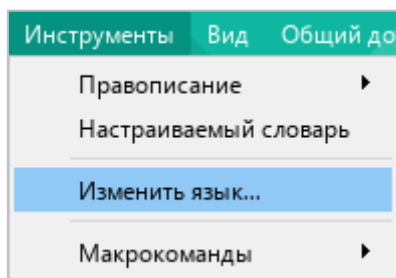 Инструменты Вид Общий до
Правописание
Настраиваемый словарь
Изменить язык...
Макрокоманды